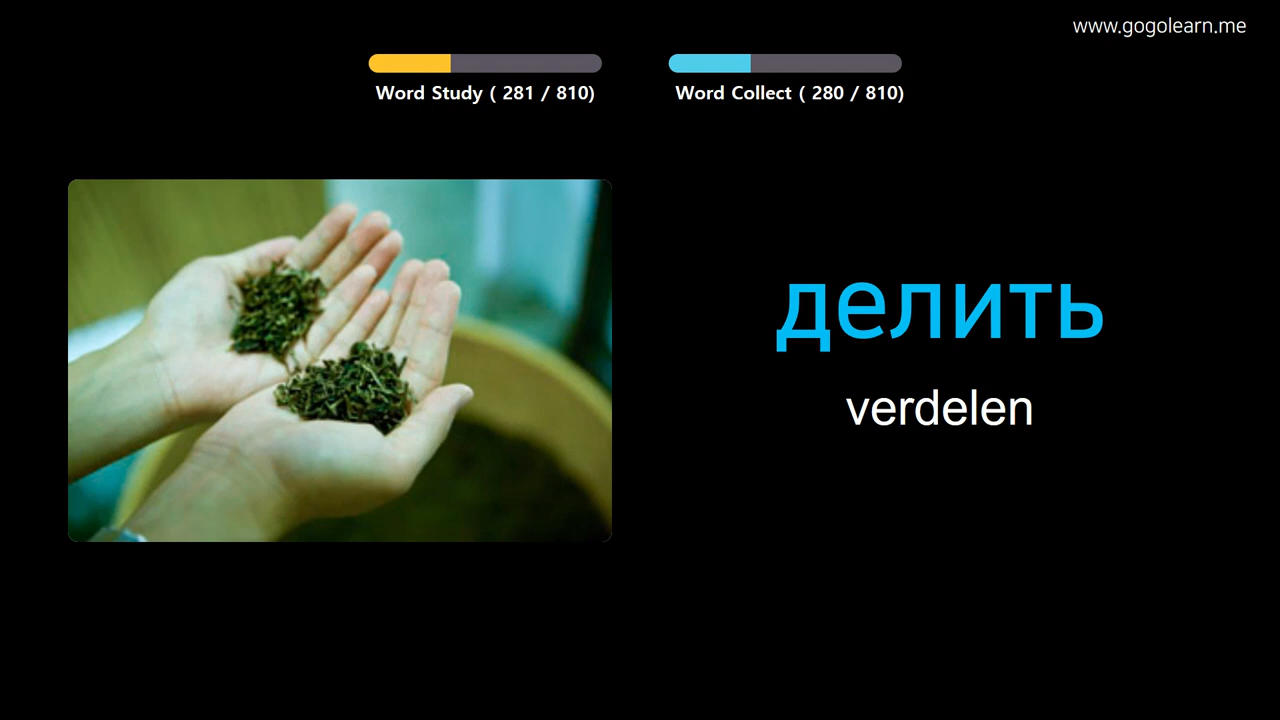 www.gogolearn.me
Word Study ( 281 / 810)
Word Collect ( 280 / 810)
делить
verdelen